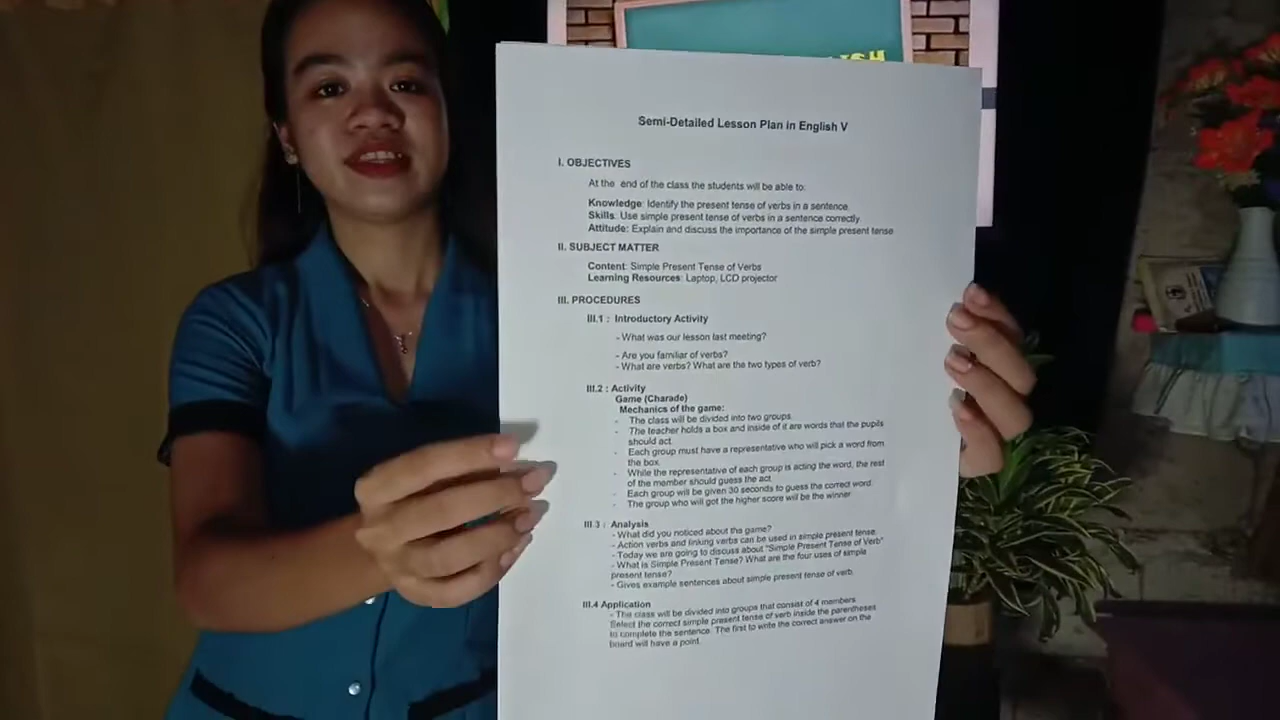 ISH
Semi-Detailed Lesson Plan in English V
I. OBJECTIVES
At the end of the class the students will be able to:
Knowledge: Identify the present tense of verbs in a sentence.
Skills: Use simple present tense of verbs in a sentence correctly.
Attitude: Explain and discuss the importance of the simple present tense
II. SUBJECT MATTER
Content: Simple Present Tense of Verbs
Learning Resources: Laptop, LCD projector
III. PROCEDURES
III.1 : Introductory Activity
- What was our lesson last meeting?
- Are you familiar of verbs?
- What are verbs? What are the two types of verb?
III.2 : Activity
Game (Charade)
Mechanics of the game:
- The class will be divided into two groups.
- The teacher holds a box and inside of it are words that the pupils
should act.
- Each group must have a representative who will pick a word from
the box.
- While the representative of each group is acting the word, the rest
of the member should guess the act.
- Each group will be given 30 seconds to guess the correct word.
- The group who will got the higher score will be the winner
III.3 : Analysis
- What did you noticed about the game?
- Action verbs and linking verbs can be used in simple present tense.
- Today we are going to discuss about "Simple Present Tense of Verb"
- What is Simple Present Tense? What are the four uses of simple
present tense?
- Gives example sentences about simple present tense of verb.
III.4 Application
- The class will be divided into groups that consist of 4 members.
Select the correct simple present tense of verb inside the parentheses
to complete the sentence. The first to write the correct answer on the
board will have a point.